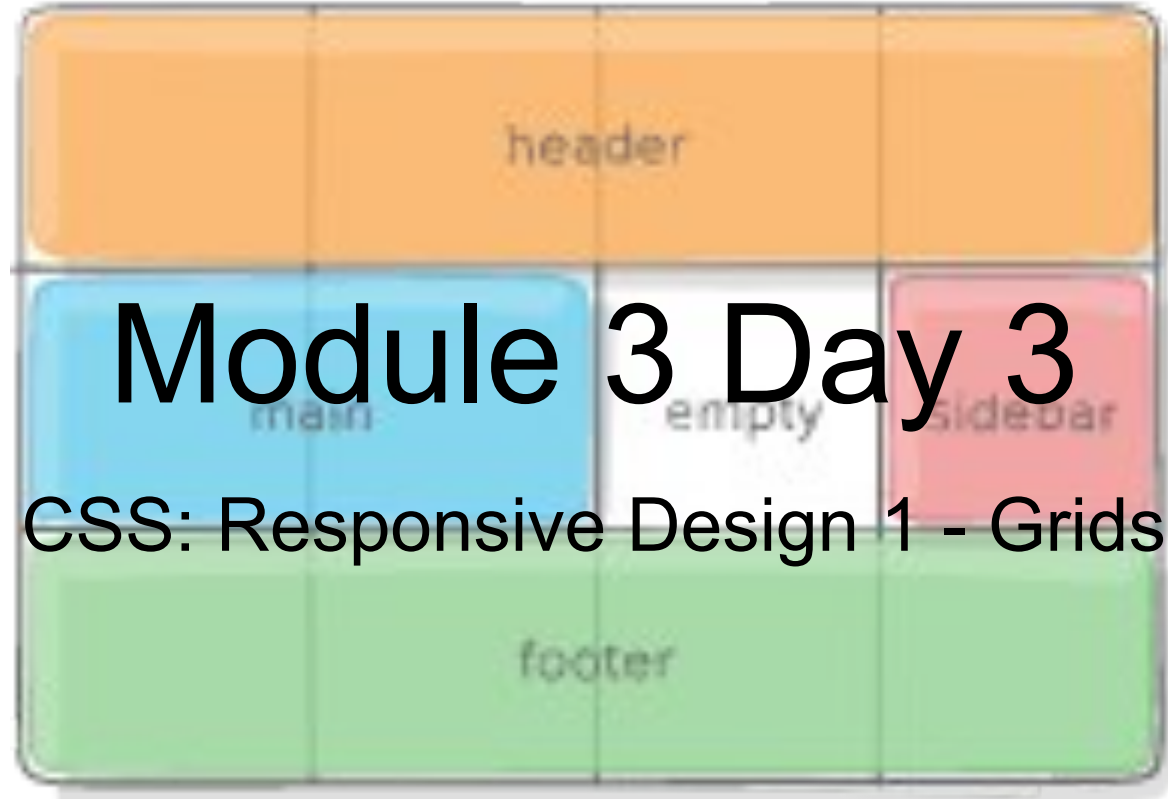 header
Module 3 Day 3
main empty sidebar
CSS: Responsive Design 1 - Grids
footer